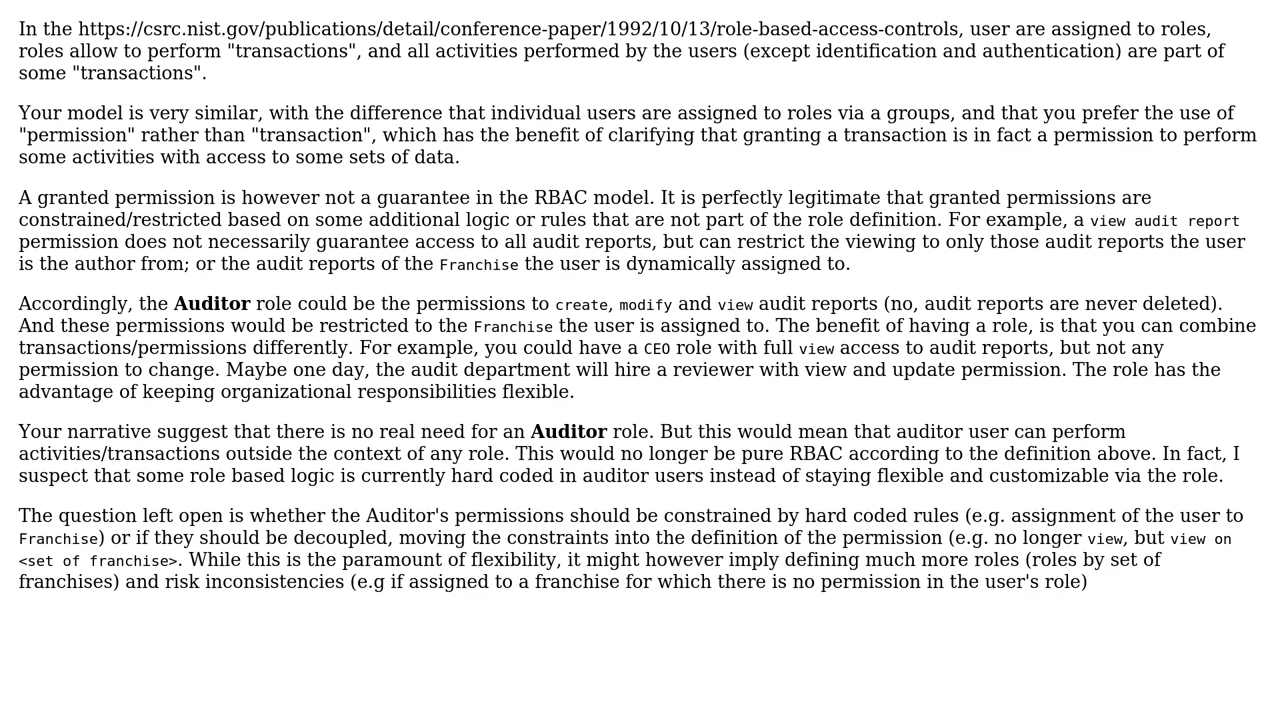 In the https://csrc.nist.gov/publications/detail/conference-paper/1992/10/13/role-based-access-controls, user are assigned to roles,
roles allow to perform "transactions", and all activities performed by the users (except identification and authentication) are part of
some "transactions".
Your model is very similar, with the difference that individual users are assigned to roles via a groups, and that you prefer the use of
"permission" rather than "transaction", which has the benefit of clarifying that granting a transaction is in fact a permission to perform
some activities with access to some sets of data.
A granted permission is however not a guarantee in the RBAC model. It is perfectly legitimate that granted permissions are
constrained/restricted based on some additional logic or rules that are not part of the role definition. For example, a view audit report
permission does not necessarily guarantee access to all audit reports, but can restrict the viewing to only those audit reports the user
is the author from; or the audit reports of the Franchise the user is dynamically assigned to.
Accordingly, the Auditor role could be the permissions to create, modify and view audit reports (no, audit reports are never deleted).
And these permissions would be restricted to the Franchise the user is assigned to. The benefit of having a role, is that you can combine
transactions/permissions differently. For example, you could have a CEO role with full view access to audit reports, but not any
permission to change. Maybe one day, the audit department will hire a reviewer with view and update permission. The role has the
advantage of keeping organizational responsibilities flexible.
Your narrative suggest that there is no real need for an Auditor role. But this would mean that auditor user can perform
activities/transactions outside the context of any role. This would no longer be pure RBAC according to the definition above. In fact, I
suspect that some role based logic is currently hard coded in auditor users instead of staying flexible and customizable via the role.
The question left open is whether the Auditor's permissions should be constrained by hard coded rules (e.g. assignment of the user to
Franchise) or if they should be decoupled, moving the constraints into the definition of the permission (e.g. no longer view, but view on
<set of franchise>. While this is the paramount of flexibility, it might however imply defining much more roles (roles by set of
franchises) and risk inconsistencies (e.g if assigned to a franchise for which there is no permission in the user's role)